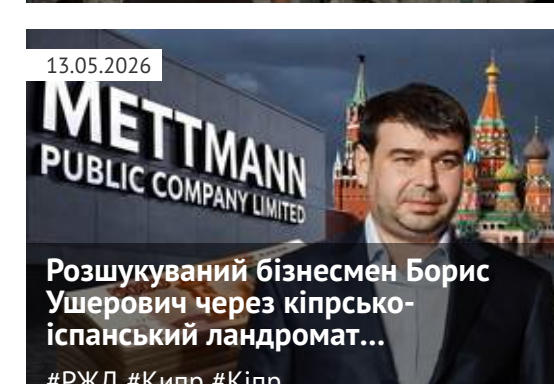 13.05.2026
METTMANN
PUBLIC COMPANY LIMITED
Розшукуваний бізнесмен Борис
Ушерович через кіпрсько-
іспанський ландромат...
#РЖД #Кипр #Кіпр